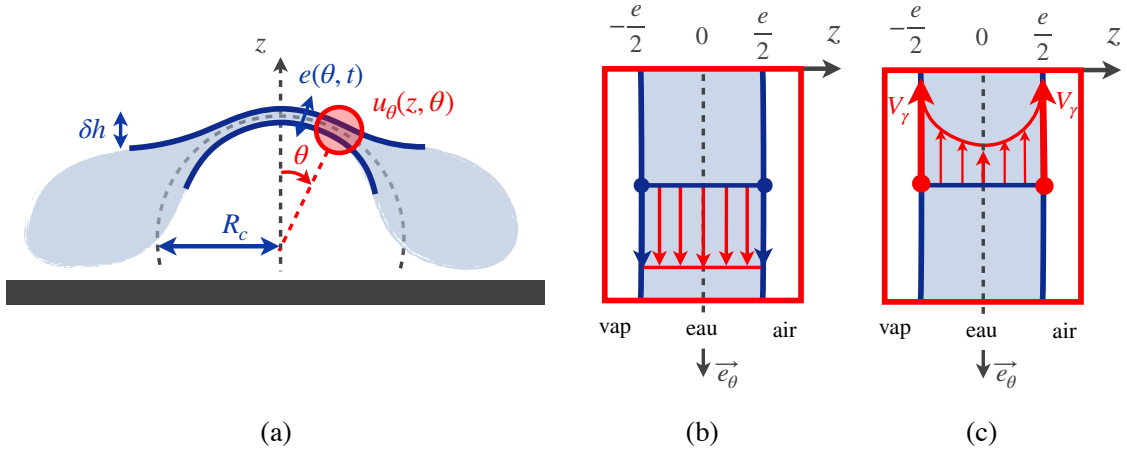 z
e(θ, t)
u_θ(z, θ)
δh
θ
R_c
(a)
−e/2 0 e/2 z
vap eau air
e_θ→
(b)
−e/2 0 e/2 z
V_γ V_γ
vap eau air
e_θ→
(c)